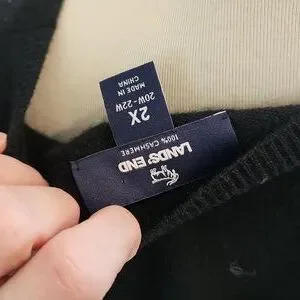 LANDS' END
100% CASHMERE
2X
20W-22W
MADE IN
CHINA